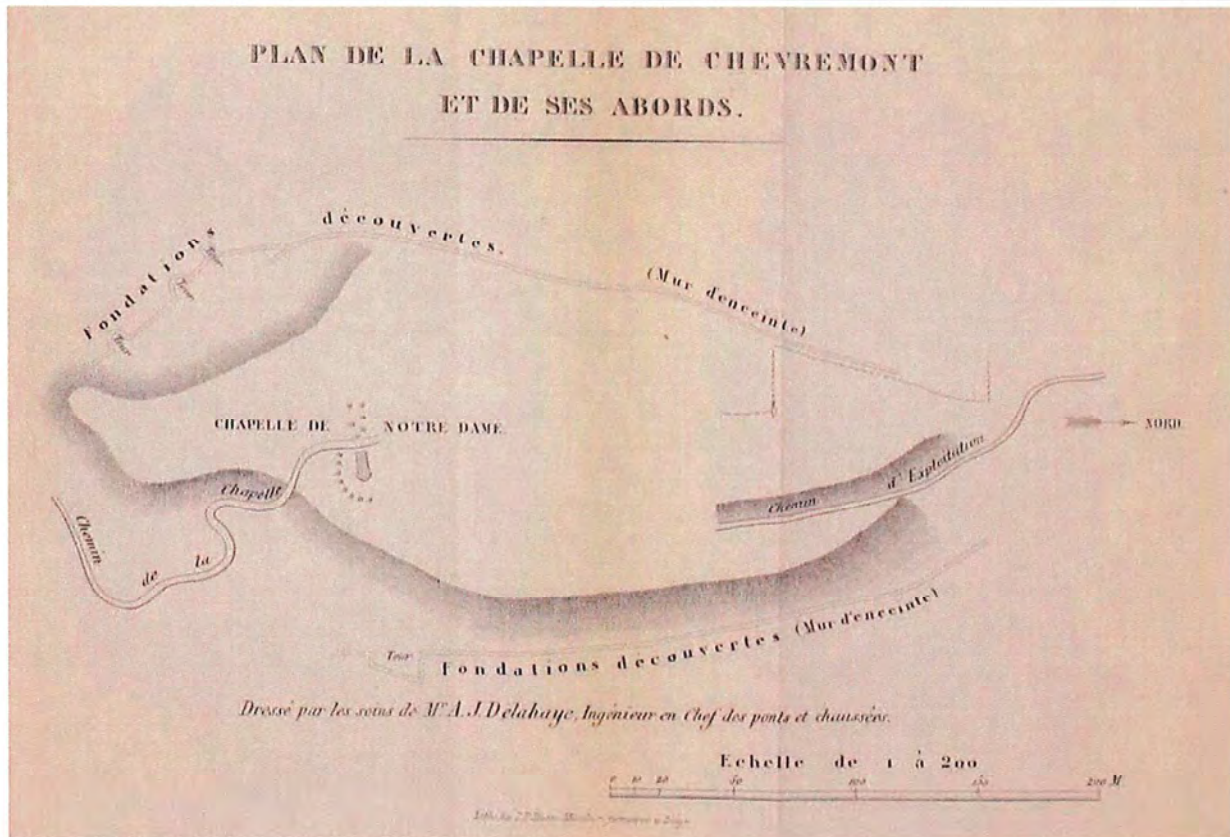 PLAN DE LA CHAPELLE DE CHEVREMONT
ET DE SES ABORDS.
Fondations découvertes. (Mur d'enceinte)
Tour
Tour
Tour
CHAPELLE DE NOTRE DAME.
NORD
Chemin de la Chapelle
Chemin d'Exploitation
Tour
Fondations découvertes (Mur d'enceinte)
Dressé par les soins de Mr A. J. Delahaye, Ingénieur en Chef des ponts et chaussées.
Echelle de 1 à 200
0 10 20 50 100 150 200 M.